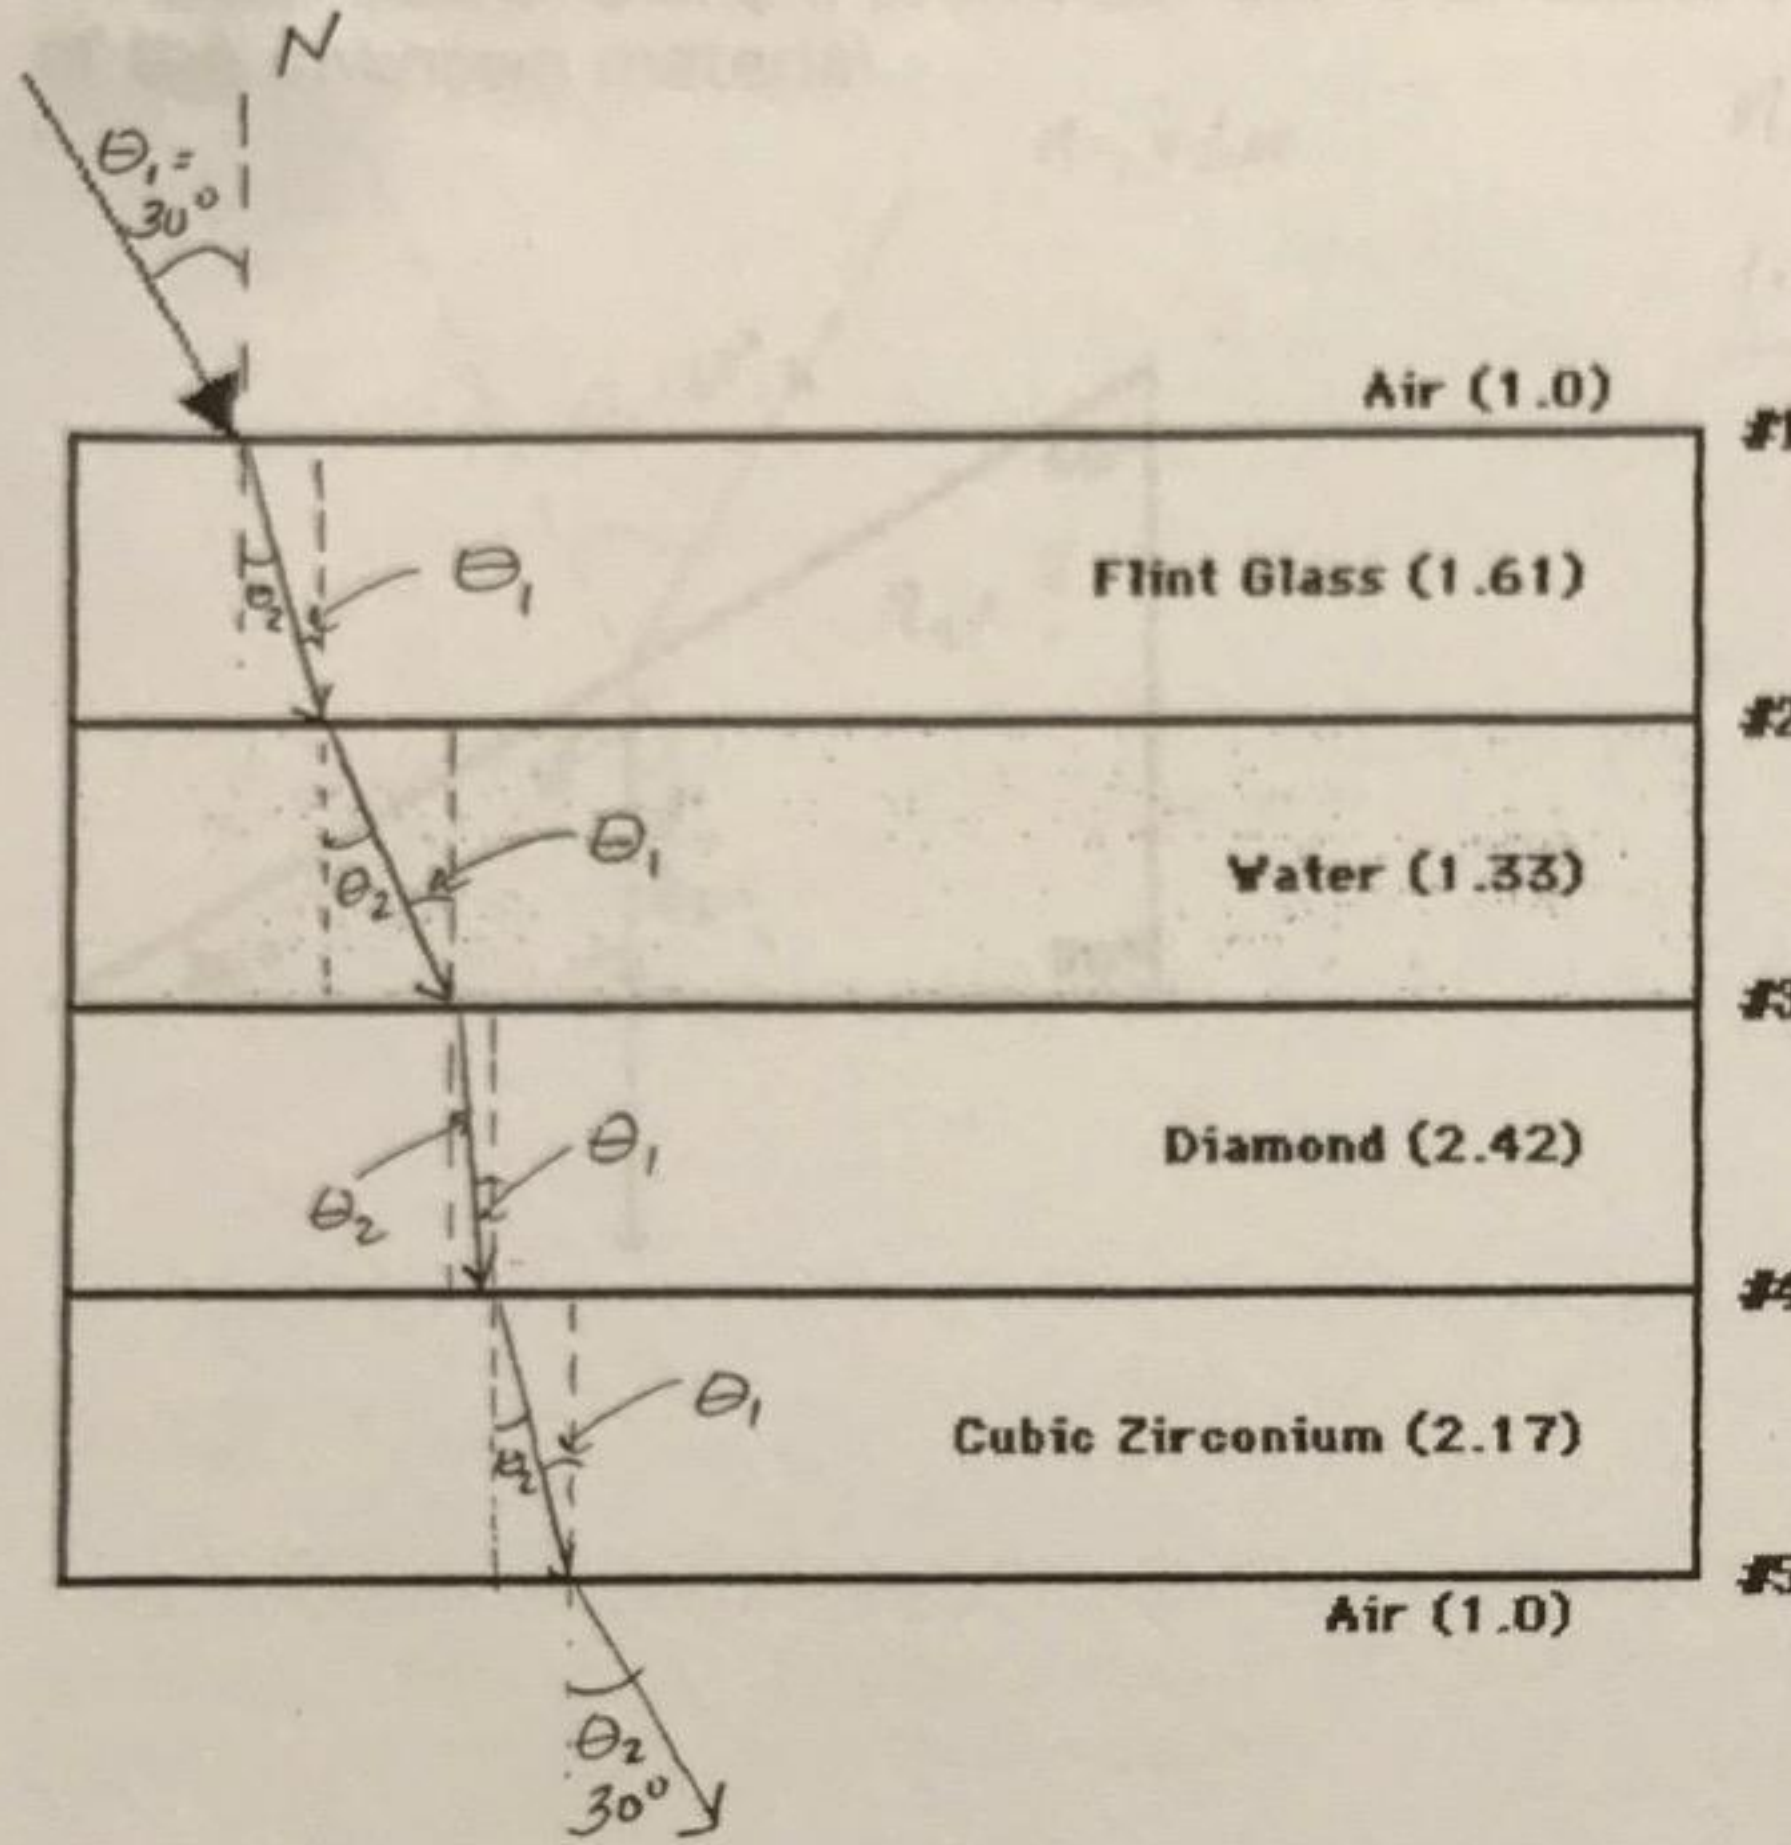 N
θ₁ =
30°
Air (1.0)
#1
θ₂
θ₁
Flint Glass (1.61)
#2
θ₂
θ₁
Water (1.33)
#3
θ₂
θ₁
Diamond (2.42)
#4
θ₂
θ₁
Cubic Zirconium (2.17)
#5
Air (1.0)
θ₂
30°